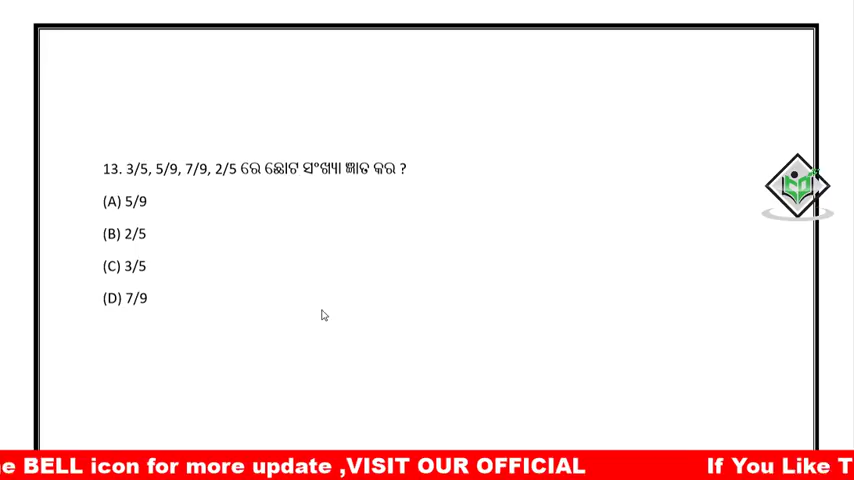 13. 3/5, 5/9, 7/9, 2/5 ରେ ଛୋଟ ସଂଖ୍ୟା ଜ୍ଞାତ କର ?
(A) 5/9
(B) 2/5
(C) 3/5
(D) 7/9
e BELL icon for more update ,VISIT OUR OFFICIAL If You Like T